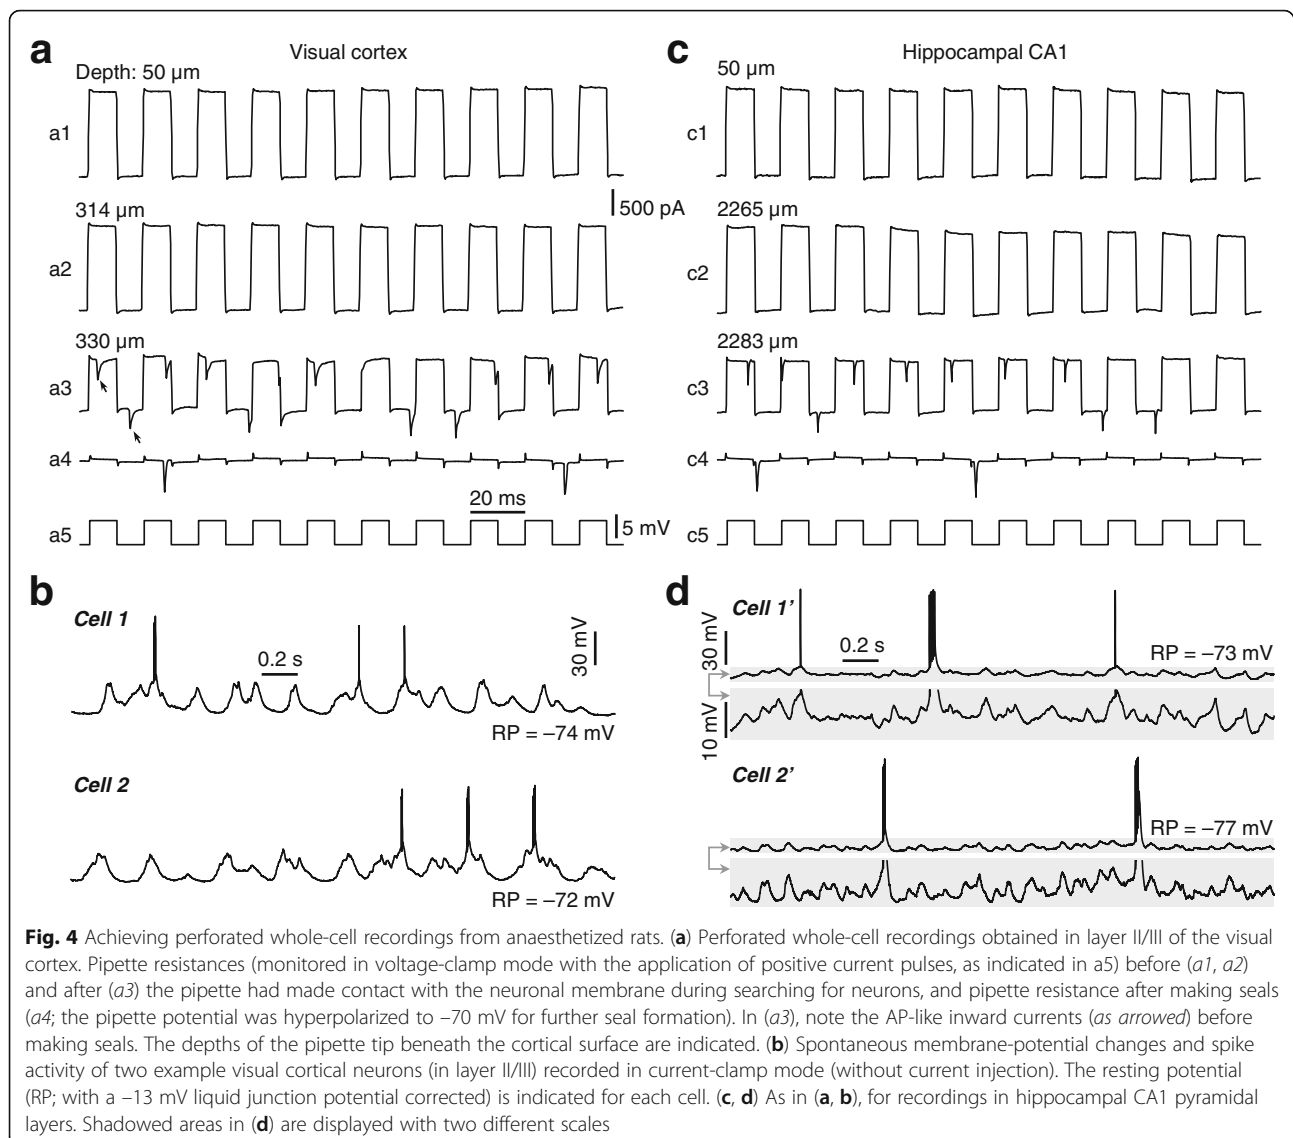 a
Visual cortex
Depth: 50 µm
a1
500 pA
314 µm
a2
330 µm
a3
a4
20 ms
a5
5 mV
c
Hippocampal CA1
50 µm
c1
2265 µm
c2
2283 µm
c3
c4
c5
b
Cell 1
0.2 s
30 mV
RP = –74 mV
Cell 2
RP = –72 mV
d
Cell 1’
30 mV
0.2 s
RP = –73 mV
10 mV
Cell 2’
RP = –77 mV
Fig. 4 Achieving perforated whole-cell recordings from anaesthetized rats. (a) Perforated whole-cell recordings obtained in layer II/III of the visual
cortex. Pipette resistances (monitored in voltage-clamp mode with the application of positive current pulses, as indicated in a5) before (a1, a2)
and after (a3) the pipette had made contact with the neuronal membrane during searching for neurons, and pipette resistance after making seals
(a4; the pipette potential was hyperpolarized to –70 mV for further seal formation). In (a3), note the AP-like inward currents (as arrowed) before
making seals. The depths of the pipette tip beneath the cortical surface are indicated. (b) Spontaneous membrane-potential changes and spike
activity of two example visual cortical neurons (in layer II/III) recorded in current-clamp mode (without current injection). The resting potential
(RP; with a –13 mV liquid junction potential corrected) is indicated for each cell. (c, d) As in (a, b), for recordings in hippocampal CA1 pyramidal
layers. Shadowed areas in (d) are displayed with two different scales